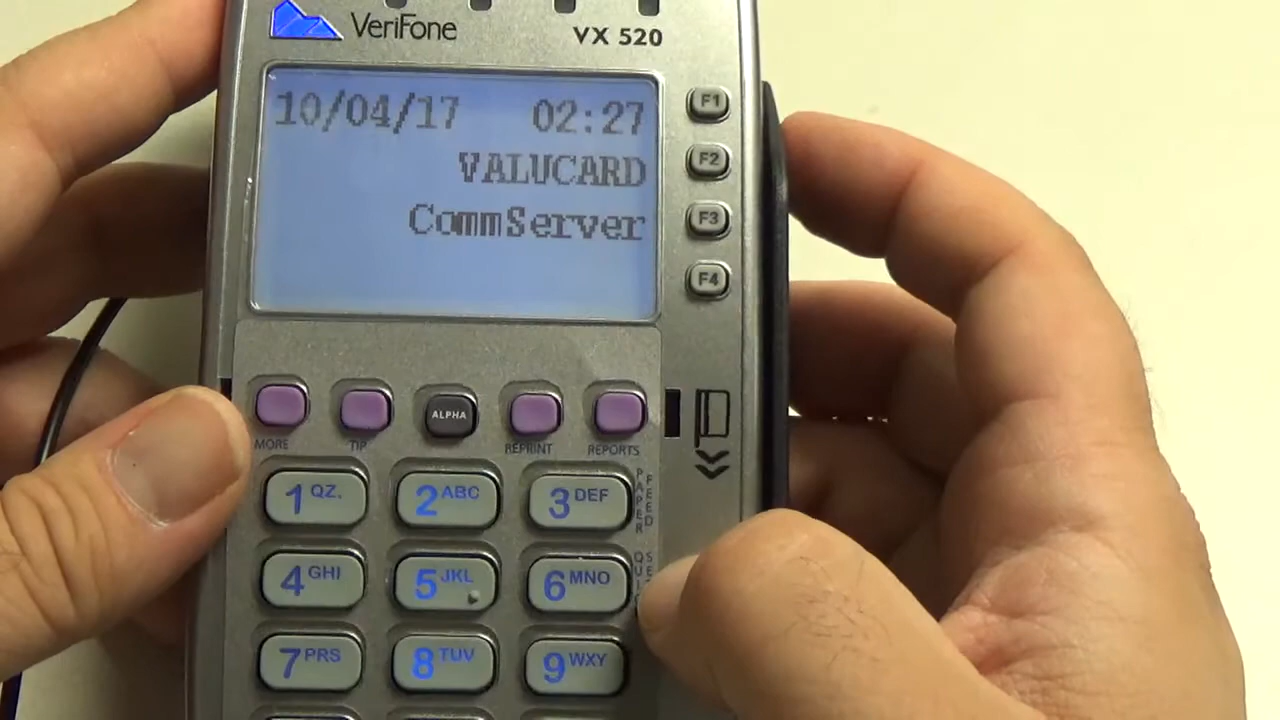 VeriFone VX 520
10/04/17 02:27
F1
VALUCARD
F2
CommServer
F3
F4
ALPHA
MORE TIP REPRINT REPORTS
1 QZ. 2 ABC 3 DEF
PAPER FEED
4 GHI 5 JKL 6 MNO
7 PRS 8 TUV 9 WXY